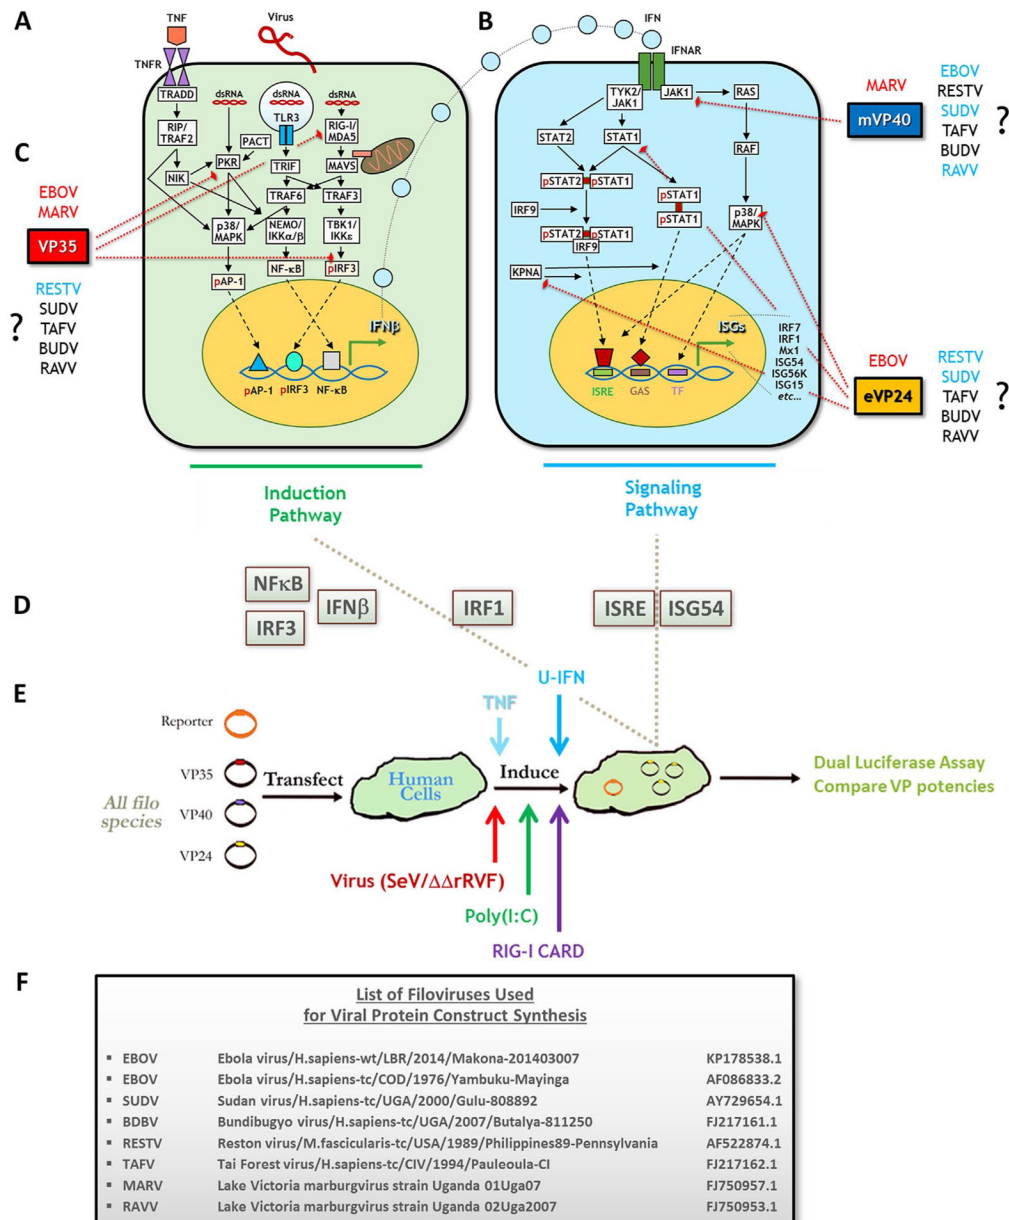 A
TNF
Virus
TNFR
TRADD
dsRNA
dsRNA
dsRNA
TLR3
RIP/
TRAF2
PACT
RIG-I/
MDA5
NIK
PKR
TRIF
MAVS
TRAF6
TRAF3
p38/
MAPK
NEMO/
IKKα/β
TBK1/
IKKε
pAP-1
NF-κB
pIRF3
IFNβ
pAP-1
pIRF3
NF-κB
B
IFN
IFNAR
TYK2/
JAK1
JAK1
RAS
STAT2
STAT1
RAF
pSTAT2
pSTAT1
pSTAT1
pSTAT1
IRF9
p38/
MAPK
pSTAT2
pSTAT1
IRF9
KPNA
ISGs
IRF7
IRF1
Mx1
ISG54
ISG56K
ISG15
etc...
ISRE
GAS
TF
MARV
mVP40
EBOV
RESTV
SUDV
TAFV
BUDV
RAVV
?
EBOV
eVP24
RESTV
SUDV
TAFV
BUDV
RAVV
?
C
EBOV
MARV
VP35
RESTV
SUDV
TAFV
BUDV
RAVV
?
Induction
Pathway
Signaling
Pathway
D
NFκB
IRF3
IFNβ
IRF1
ISRE
ISG54
E
U-IFN
TNF
Reporter
VP35
VP40
VP24
All filo
species
Transfect
Human
Cells
Induce
Dual Luciferase Assay
Compare VP potencies
Virus (SeV/ΔΔrRVF)
Poly(I:C)
RIG-I CARD
F
List of Filoviruses Used
for Viral Protein Construct Synthesis
▪ EBOV Ebola virus/H.sapiens-wt/LBR/2014/Makona-201403007 KP178538.1
▪ EBOV Ebola virus/H.sapiens-tc/COD/1976/Yambuku-Mayinga AF086833.2
▪ SUDV Sudan virus/H.sapiens-tc/UGA/2000/Gulu-808892 AY729654.1
▪ BDBV Bundibugyo virus/H.sapiens-tc/UGA/2007/Butalya-811250 FJ217161.1
▪ RESTV Reston virus/M.fascicularis-tc/USA/1989/Philippines89-Pennsylvania AF522874.1
▪ TAFV Tai Forest virus/H.sapiens-tc/CIV/1994/Pauleoula-CI FJ217162.1
▪ MARV Lake Victoria marburgvirus strain Uganda 01Uga07 FJ750957.1
▪ RAVV Lake Victoria marburgvirus strain Uganda 02Uga2007 FJ750953.1